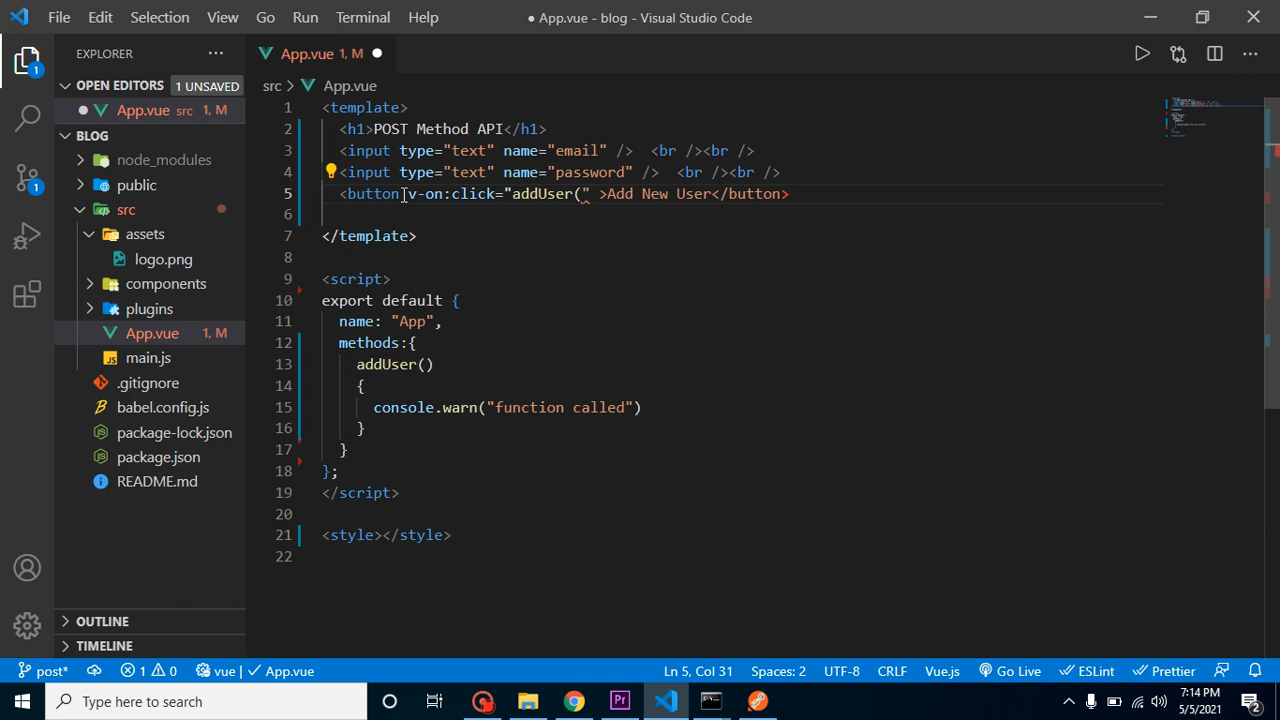 File Edit Selection View Go Run Terminal Help
● App.vue - blog - Visual Studio Code
EXPLORER
OPEN EDITORS 1 UNSAVED
App.vue src 1, M
BLOG
node_modules
public
src
assets
logo.png
components
plugins
App.vue 1, M
main.js
.gitignore
babel.config.js
package-lock.json
package.json
README.md
OUTLINE
TIMELINE
1
1
App.vue 1, M
src > App.vue
1 <template>
2 <h1>POST Method API</h1>
3 <input type="text" name="email" /> <br /><br />
4 <input type="text" name="password" /> <br /><br />
5 <button v-on:click="addUser(" >Add New User</button>
6
7 </template>
8
9 <script>
10 export default {
11 name: "App",
12 methods:{
13 addUser()
14 {
15 console.warn("function called")
16 }
17 }
18 };
19 </script>
20
21 <style></style>
22
post* 1 0 vue | ✓ App.vue Ln 5, Col 31 Spaces: 2 UTF-8 CRLF Vue.js Go Live ESLint Prettier
Type here to search
Pr
7:14 PM
5/5/2021
2